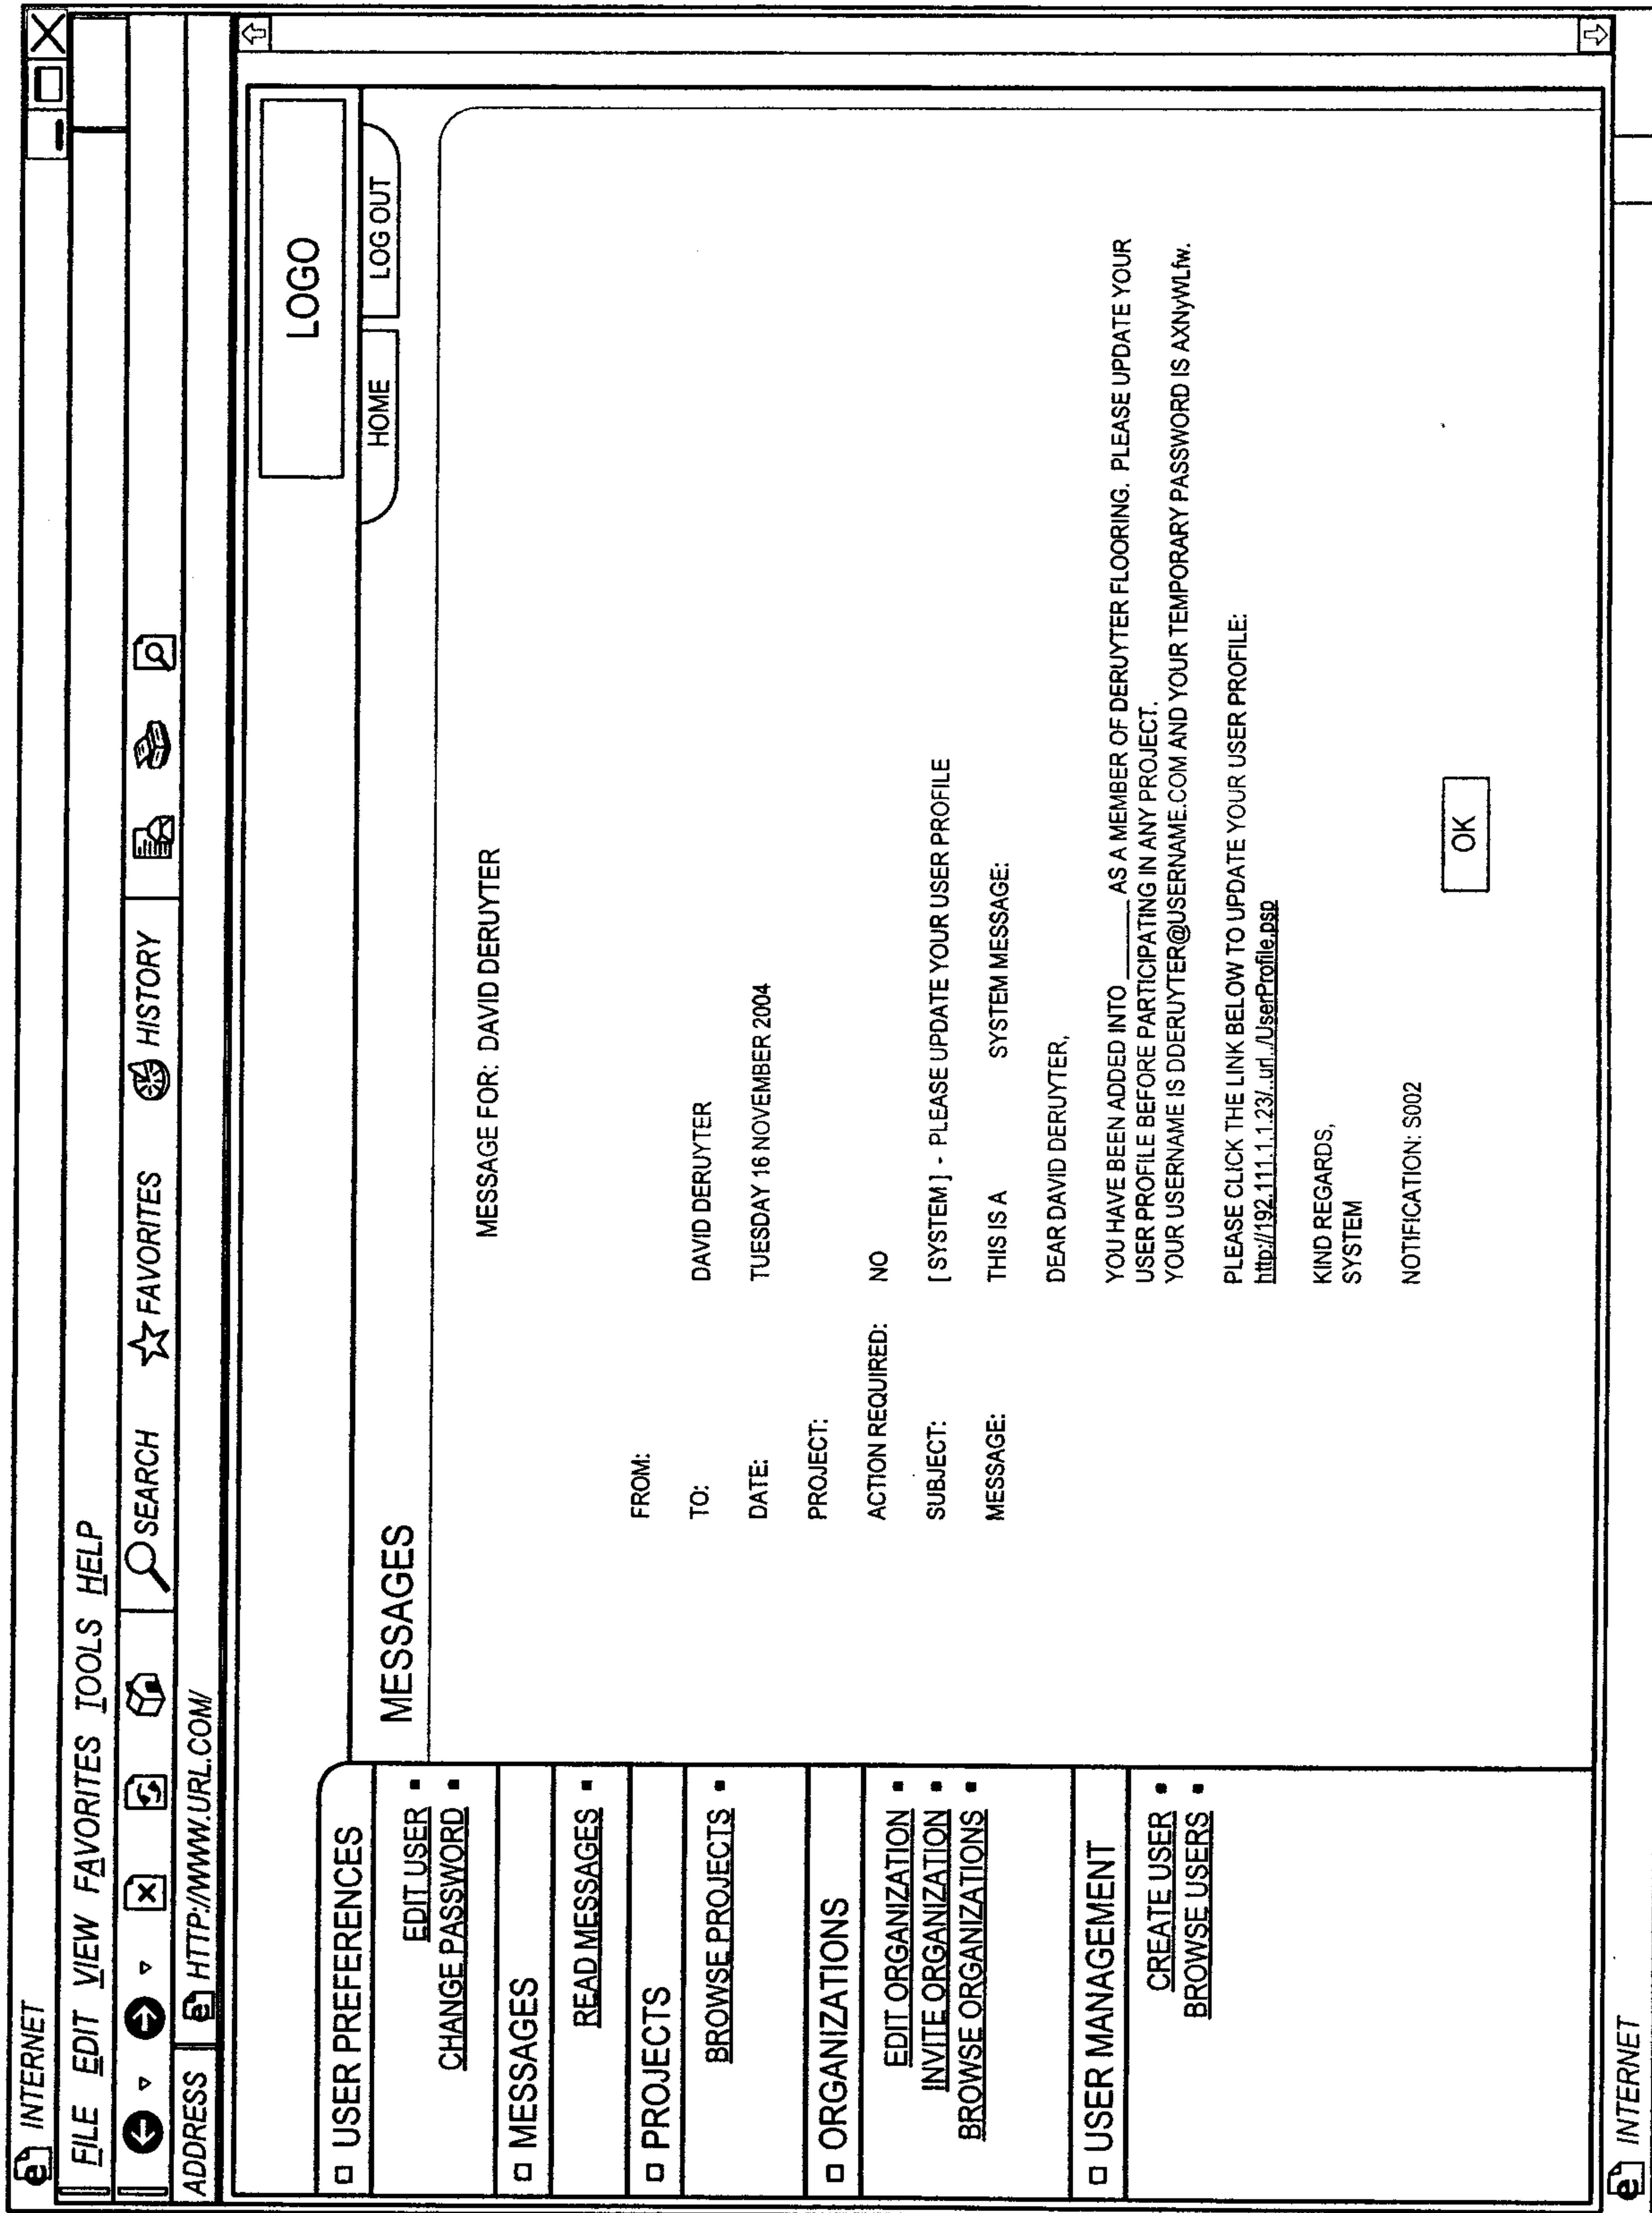 INTERNET
FILE EDIT VIEW FAVORITES TOOLS HELP
SEARCH FAVORITES HISTORY
ADDRESS HTTP://WWW.URL.COM/
LOGO
HOME LOG OUT
USER PREFERENCES
EDIT USER
CHANGE PASSWORD
MESSAGES
READ MESSAGES
PROJECTS
BROWSE PROJECTS
ORGANIZATIONS
EDIT ORGANIZATION
INVITE ORGANIZATION
BROWSE ORGANIZATIONS
USER MANAGEMENT
CREATE USER
BROWSE USERS
MESSAGES
MESSAGE FOR: DAVID DERUYTER
FROM:
TO: DAVID DERUYTER
DATE: TUESDAY 16 NOVEMBER 2004
PROJECT:
ACTION REQUIRED: NO
SUBJECT: [ SYSTEM ] - PLEASE UPDATE YOUR USER PROFILE
MESSAGE: THIS IS A SYSTEM MESSAGE:
DEAR DAVID DERUYTER,
YOU HAVE BEEN ADDED INTO ______ AS A MEMBER OF DERUYTER FLOORING. PLEASE UPDATE YOUR
USER PROFILE BEFORE PARTICIPATING IN ANY PROJECT.
YOUR USERNAME IS DDERUYTER@USERNAME.COM AND YOUR TEMPORARY PASSWORD IS AXNyWLfw.
PLEASE CLICK THE LINK BELOW TO UPDATE YOUR USER PROFILE:
http://192.111.1.1.23/..url../UserProfile.psp
KIND REGARDS,
SYSTEM
NOTIFICATION: S002
OK
INTERNET